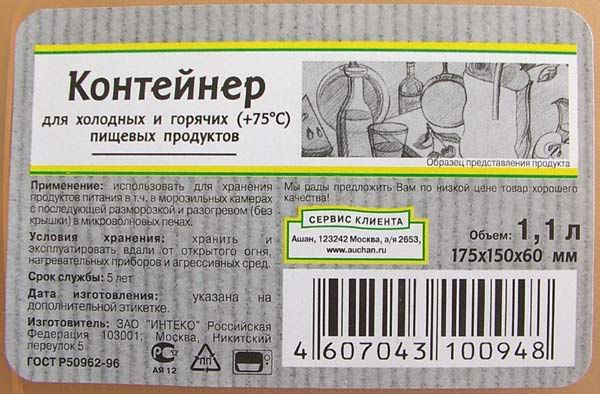 Контейнер
для холодных и горячих (+75°С)
пищевых продуктов
Образец представления продукта
Применение: использовать для хранения
продуктов питания в т.ч. в морозильных камерах
с последующей разморозкой и разогревом (без
крышки) в микроволновых печах.
Условия хранения: хранить и
эксплуатировать вдали от открытого огня,
нагревательных приборов и агрессивных сред.
Срок службы: 5 лет
Дата изготовления: указана на
дополнительной этикетке.
Изготовитель: ЗАО "ИНТЕКО" Российская
Федерация 103001, Москва, Никитский
переулок 5
ГОСТ Р50962-96
АЯ 12
ПП
Мы рады предложить Вам по низкой цене товар хорошего
качества!
СЕРВИС КЛИЕНТА
Ашан, 123242 Москва, а/я 2653,
www.auchan.ru
Объем: 1,1 л
175х150х60 мм
4 607043 100948